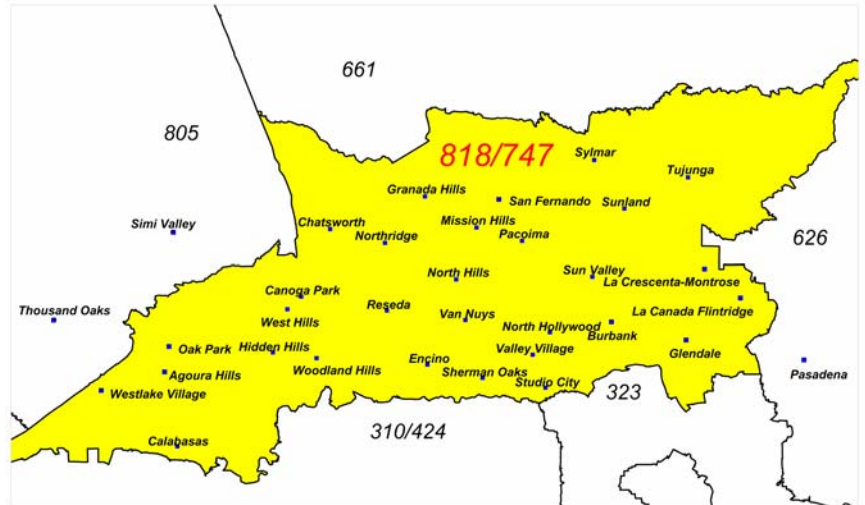 661
805
818/747
Sylmar
Tujunga
Granada Hills
San Fernando
Sunland
Simi Valley
Chatsworth
Mission Hills
Northridge
Pacoima
626
North Hills
Sun Valley
La Crescenta-Montrose
Canoga Park
Thousand Oaks
Reseda
West Hills
Van Nuys
La Canada Flintridge
North Hollywood
Burbank
Oak Park
Hidden Hills
Valley Village
Glendale
Encino
Woodland Hills
Sherman Oaks
Agoura Hills
Pasadena
Studio City
Westlake Village
323
310/424
Calabasas